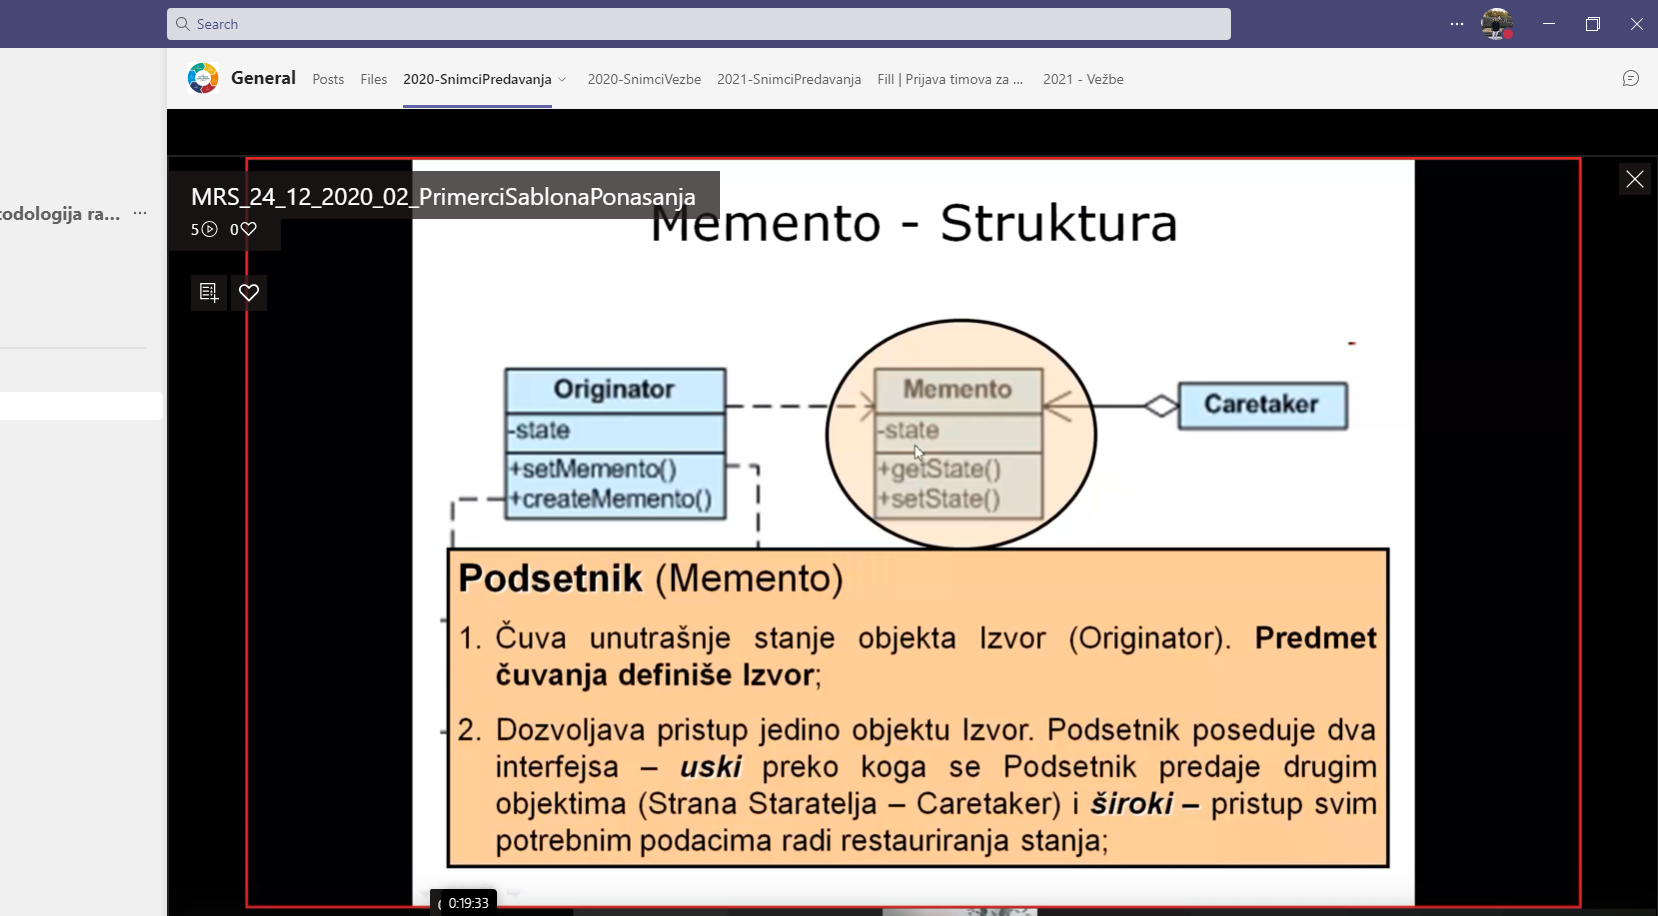 Search
General
Posts
Files
2020-SnimciPredavanja
2020-SnimciVezbe
2021-SnimciPredavanja
Fill | Prijava timova za ...
2021 - Vežbe
todologija ra...
MRS_24_12_2020_02_PrimerciSablonaPonasanja
5
0
Memento - Struktura
Originator
-state
+setMemento()
+createMemento()
Memento
-state
+getState()
+setState()
Caretaker
Podsetnik (Memento)
1. Čuva unutrašnje stanje objekta Izvor (Originator). Predmet
čuvanja definiše Izvor;
2. Dozvoljava pristup jedino objektu Izvor. Podsetnik poseduje dva
interfejsa – uski preko koga se Podsetnik predaje drugim
objektima (Strana Staratelja – Caretaker) i široki – pristup svim
potrebnim podacima radi restauriranja stanja;
0:19:33